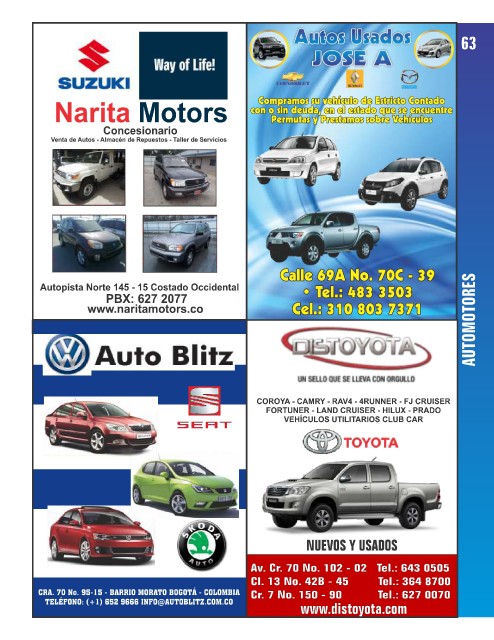 63
AUTOMOTORES
SUZUKI
Way of Life!
Narita Motors
Concesionario
Venta de Autos - Almacén de Repuestos - Taller de Servicios
Autopista Norte 145 - 15 Costado Occidental
PBX: 627 2077
www.naritamotors.co
Autos Usados
JOSE A
CHEVROLET
RENAULT
mazda
Compramos su vehículo de Estricto Contado
con o sin deuda, en el estado que se encuentre
Permutas y Prestamos sobre Vehículos
Calle 69A No. 70C - 39
• Tel.: 483 3503
Cel.: 310 803 7371
Auto Blitz
SEAT
SKODA
AUTO
CRA. 70 No. 95-15 - BARRIO MORATO BOGOTÁ - COLOMBIA
TELÉFONO: (+1) 652 9666 INFO@AUTOBLITZ.COM.CO
DISTOYOTA
UN SELLO QUE SE LLEVA CON ORGULLO
COROYA - CAMRY - RAV4 - 4RUNNER - FJ CRUISER
FORTUNER - LAND CRUISER - HILUX - PRADO
VEHÍCULOS UTILITARIOS CLUB CAR
TOYOTA
NUEVOS Y USADOS
Av. Cr. 70 No. 102 - 02 Tel.: 643 0505
Cl. 13 No. 42B - 45 Tel.: 364 8700
Cr. 7 No. 150 - 90 Tel.: 627 0070
www.distoyota.com